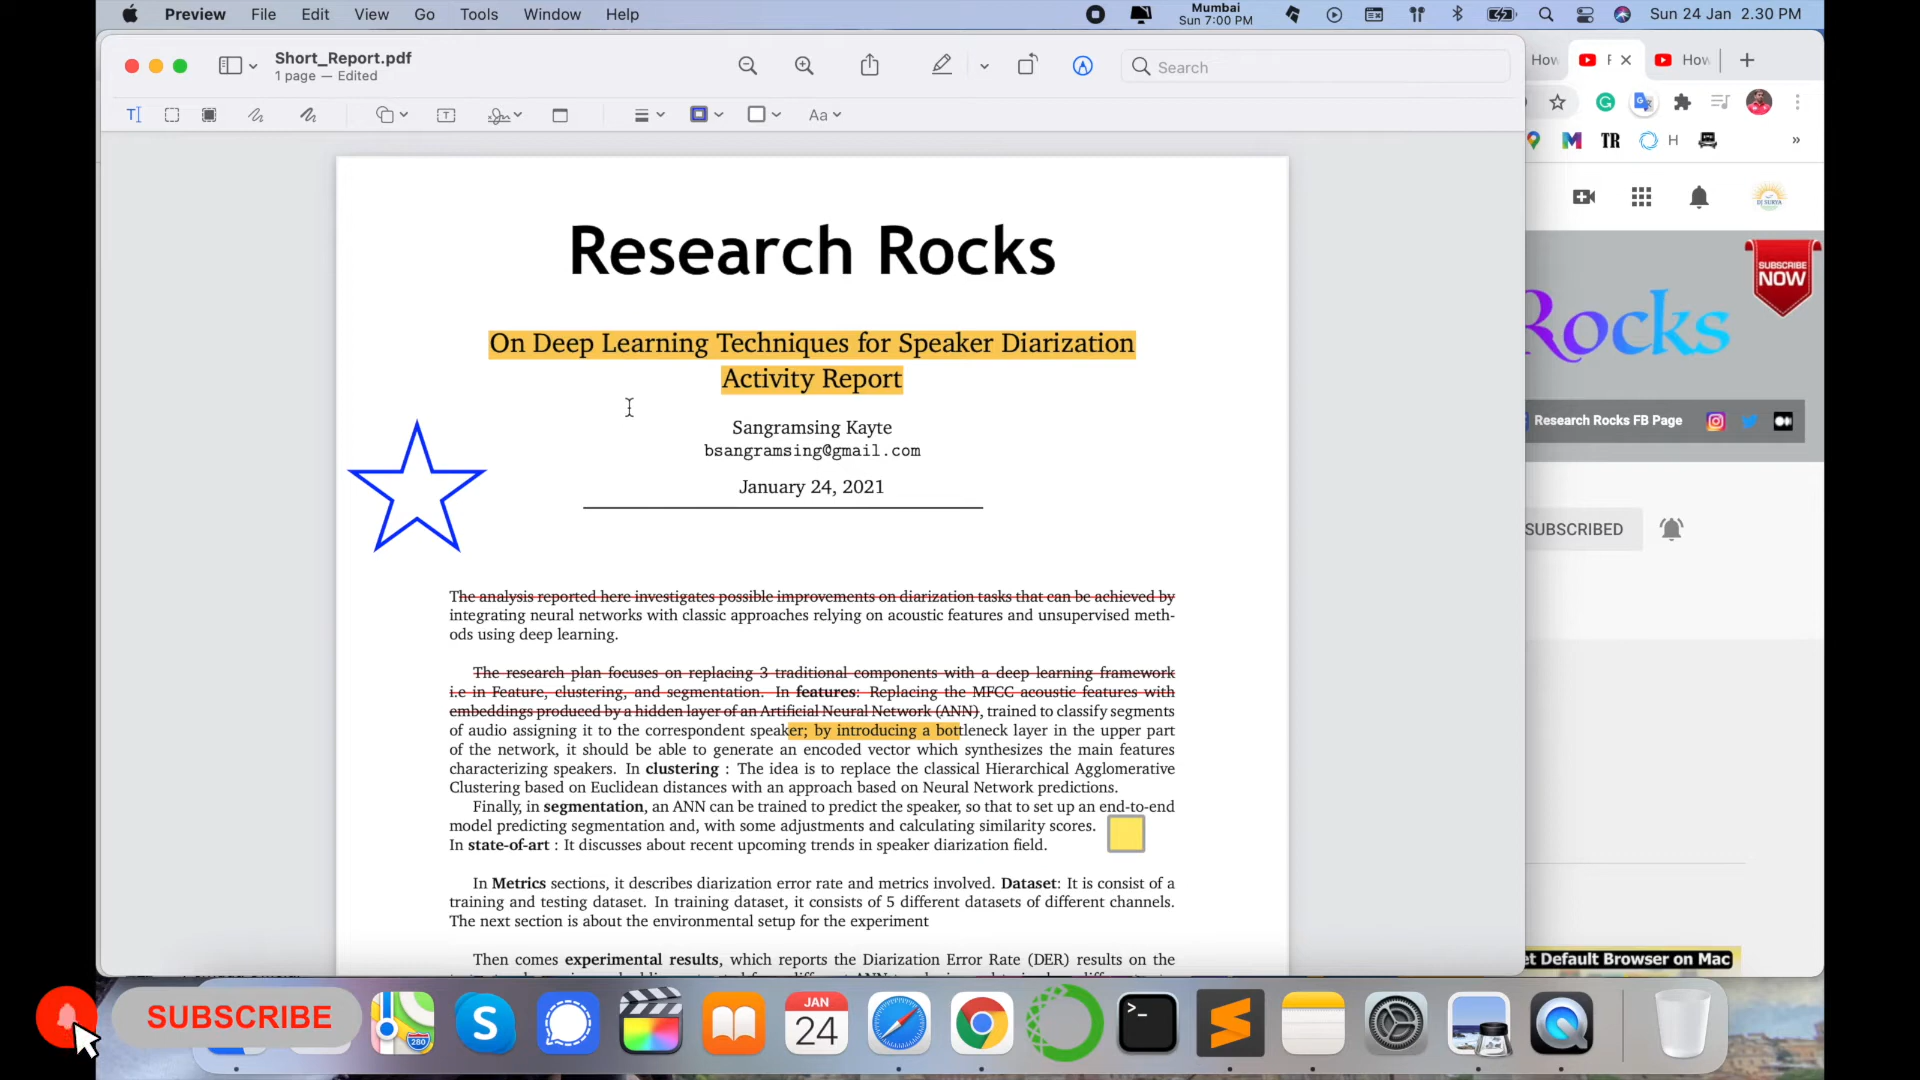 Preview File Edit View Go Tools Window Help
Mumbai
Sun 7:00 PM
Sun 24 Jan 2.30 PM
Short_Report.pdf
1 page — Edited
Search
Aa
How
How
TR
H
»
Research Rocks
On Deep Learning Techniques for Speaker Diarization
Activity Report
Sangramsing Kayte
bsangramsing@gmail.com
January 24, 2021
The analysis reported here investigates possible improvements on diarization tasks that can be achieved by
integrating neural networks with classic approaches relying on acoustic features and unsupervised meth-
ods using deep learning.
The research plan focuses on replacing 3 traditional components with a deep learning framework
i.e in Feature, clustering, and segmentation. In features: Replacing the MFCC acoustic features with
embeddings produced by a hidden layer of an Artificial Neural Network (ANN), trained to classify segments
of audio assigning it to the correspondent speaker; by introducing a bottleneck layer in the upper part
of the network, it should be able to generate an encoded vector which synthesizes the main features
characterizing speakers. In clustering : The idea is to replace the classical Hierarchical Agglomerative
Clustering based on Euclidean distances with an approach based on Neural Network predictions.
Finally, in segmentation, an ANN can be trained to predict the speaker, so that to set up an end-to-end
model predicting segmentation and, with some adjustments and calculating similarity scores.
In state-of-art : It discusses about recent upcoming trends in speaker diarization field.
In Metrics sections, it describes diarization error rate and metrics involved. Dataset: It is consist of a
training and testing dataset. In training dataset, it consists of 5 different datasets of different channels.
The next section is about the environmental setup for the experiment
Then comes experimental results, which reports the Diarization Error Rate (DER) results on the
SUBSCRIBE
NOW
Rocks
Research Rocks FB Page
SUBSCRIBED
et Default Browser on Mac
SUBSCRIBE
280
JAN
24